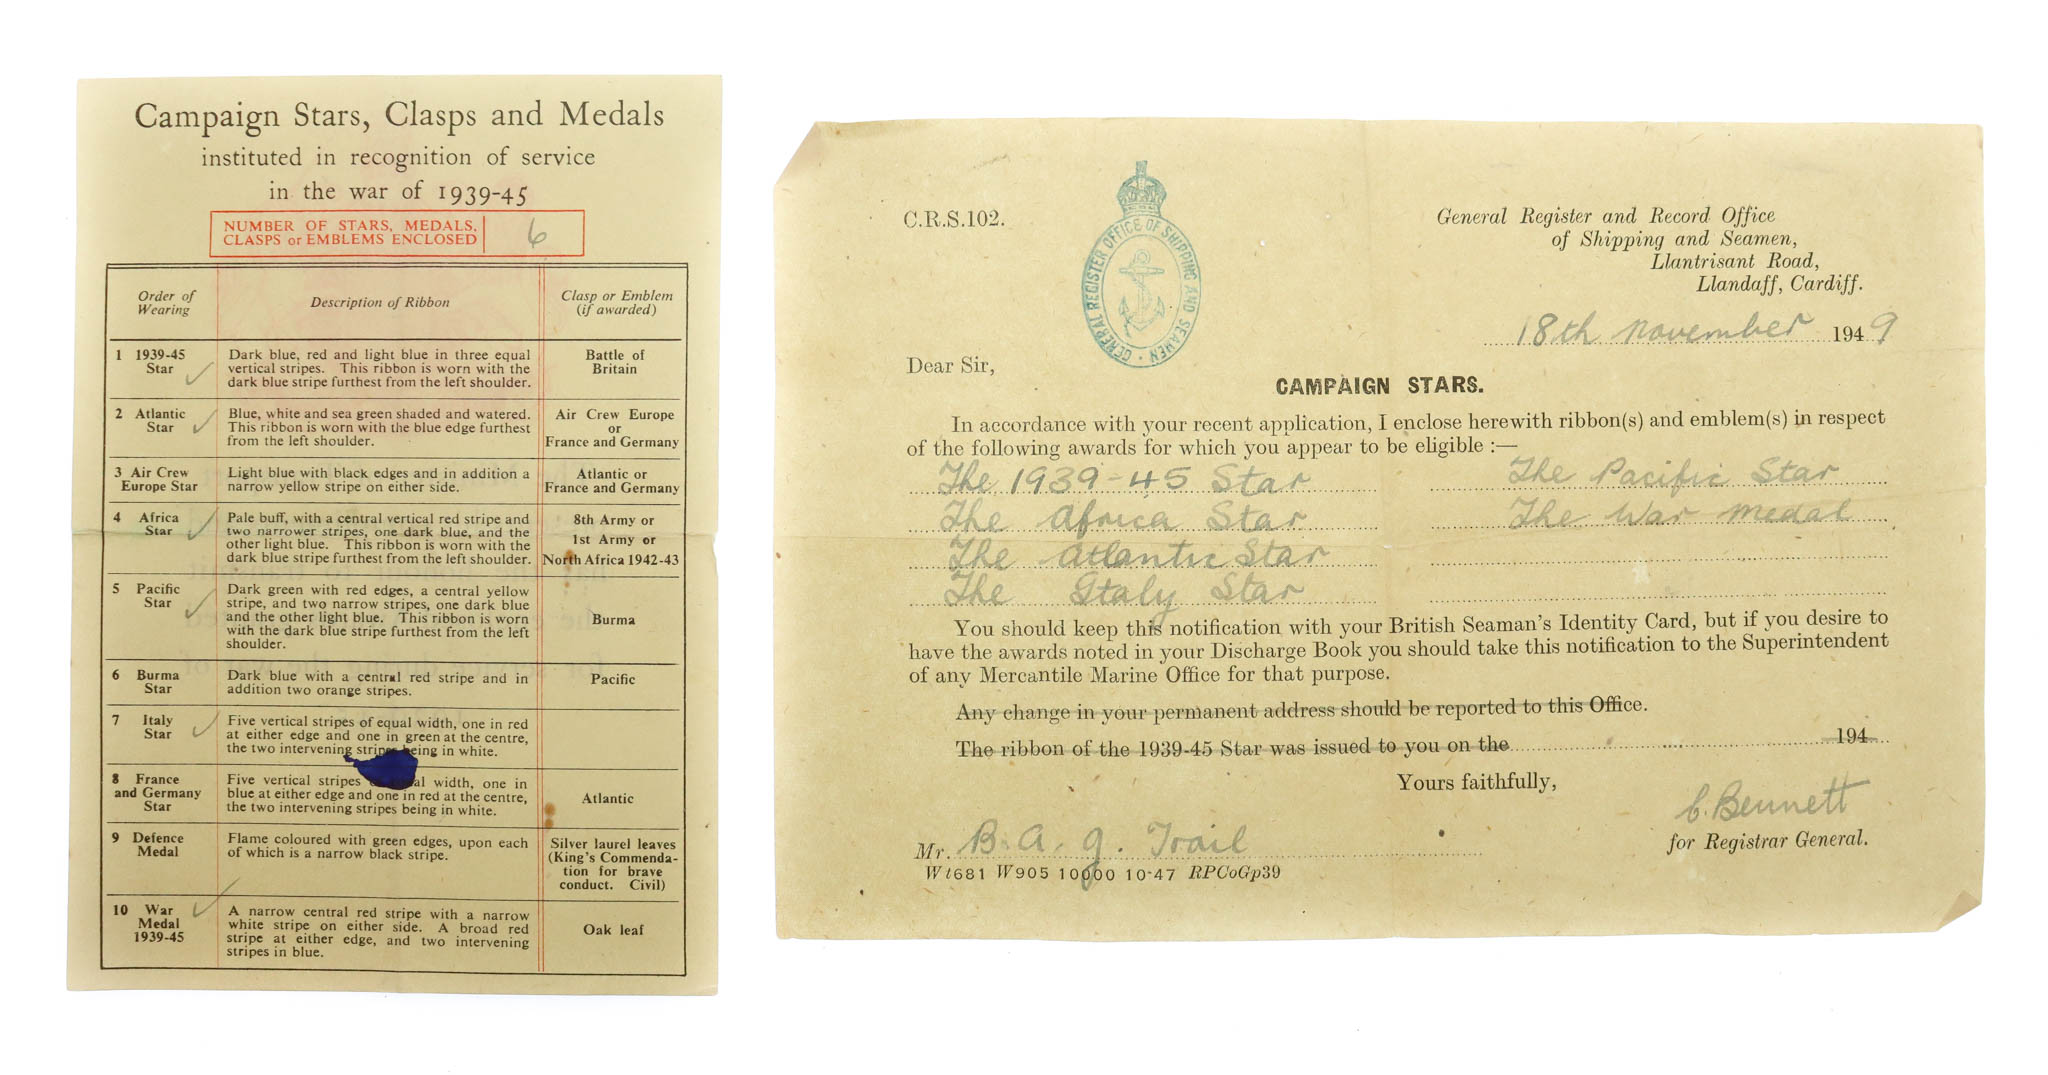 Campaign Stars, Clasps and Medals
instituted in recognition of service
in the war of 1939-45
NUMBER OF STARS, MEDALS,
CLASPS or EMBLEMS ENCLOSED
6
Order of
Wearing
Description of Ribbon
Clasp or Emblem
(if awarded)
1 1939-45
Star
Dark blue, red and light blue in three equal
vertical stripes. This ribbon is worn with the
dark blue stripe furthest from the left shoulder.
Battle of
Britain
2 Atlantic
Star
Blue, white and sea green shaded and watered.
This ribbon is worn with the blue edge furthest
from the left shoulder.
Air Crew Europe
or
France and Germany
3 Air Crew
Europe Star
Light blue with black edges and in addition a
narrow yellow stripe on either side.
Atlantic or
France and Germany
4 Africa
Star
Pale buff, with a central vertical red stripe and
two narrower stripes, one dark blue, and the
other light blue. This ribbon is worn with the
dark blue stripe furthest from the left shoulder.
8th Army or
1st Army or
North Africa 1942-43
5 Pacific
Star
Dark green with red edges, a central yellow
stripe, and two narrow stripes, one dark blue
and the other light blue. This ribbon is worn
with the dark blue stripe furthest from the left
shoulder.
Burma
6 Burma
Star
Dark blue with a central red stripe and in
addition two orange stripes.
Pacific
7 Italy
Star
Five vertical stripes of equal width, one in red
at either edge and one in green at the centre,
the two intervening stripes being in white.
8 France
and Germany
Star
Five vertical stripes width, one in
blue at either edge and one in red at the centre,
the two intervening stripes being in white.
Atlantic
9 Defence
Medal
Flame coloured with green edges, upon each
of which is a narrow black stripe.
Silver laurel leaves
(King's Commenda-
tion for brave
conduct. Civil)
10 War
Medal
1939-45
A narrow central red stripe with a narrow
white stripe on either side. A broad red
stripe at either edge, and two intervening
stripes in blue.
Oak leaf
C.R.S.102.
GENERAL REGISTER OFFICE OF SHIPPING AND SEAMEN
General Register and Record Office
of Shipping and Seamen,
Llantrisant Road,
Llandaff, Cardiff.
18th November 1949
Dear Sir,
CAMPAIGN STARS.
In accordance with your recent application, I enclose herewith ribbon(s) and emblem(s) in respect
of the following awards for which you appear to be eligible :—
The 1939-45 Star
The Pacific Star
The Africa Star
The War Medal
The Atlantic Star
The Italy Star
You should keep this notification with your British Seaman's Identity Card, but if you desire to
have the awards noted in your Discharge Book you should take this notification to the Superintendent
of any Mercantile Marine Office for that purpose.
Any change in your permanent address should be reported to this Office.
The ribbon of the 1939-45 Star was issued to you on the 194
Yours faithfully,
C. Bennett
for Registrar General.
Mr. B. A. G. Trail
Wt681 W905 10000 10-47 RPCoGp39